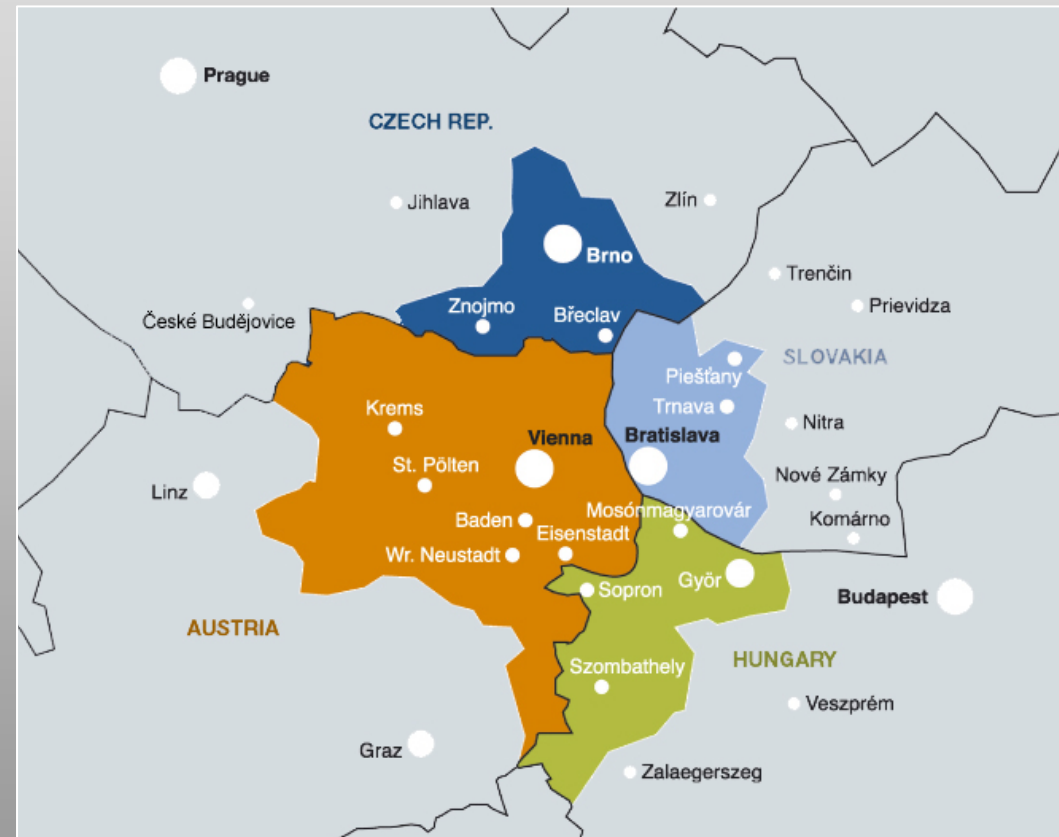 Prague
CZECH REP.
Jihlava
Zlín
Brno
Trenčin
Prievidza
Znojmo
Břeclav
České Budějovice
SLOVAKIA
Piešťany
Trnava
Krems
Nitra
Vienna
Bratislava
St. Pölten
Nové Zámky
Linz
Mosónmagyarovár
Komárno
Baden
Eisenstadt
Wr. Neustadt
Györ
Sopron
Budapest
AUSTRIA
HUNGARY
Szombathely
Veszprém
Graz
Zalaegerszeg